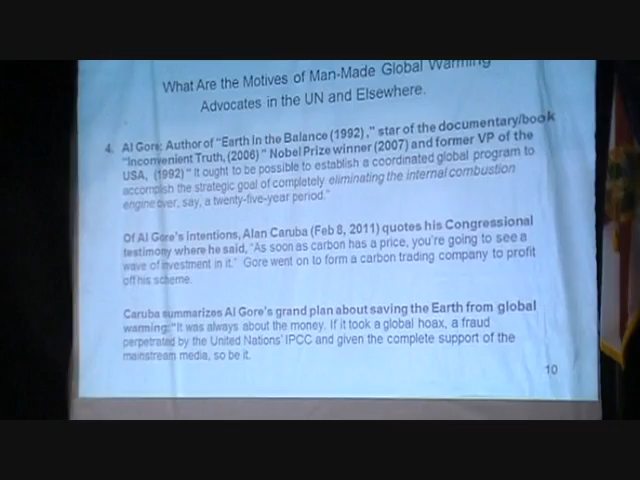 What Are the Motives of Man-Made Global Warming
Advocates in the UN and Elsewhere.
4. Al Gore: Author of "Earth in the Balance (1992)," star of the documentary/book
"Inconvenient Truth, (2006)" Nobel Prize winner (2007) and former VP of the
USA, (1992) " It ought to be possible to establish a coordinated global program to
accomplish the strategic goal of completely eliminating the internal combustion
engine over, say, a twenty-five-year period."
Of Al Gore's intentions, Alan Caruba (Feb 8, 2011) quotes his Congressional
testimony where he said, "As soon as carbon has a price, you're going to see a
wave of investment in it." Gore went on to form a carbon trading company to profit
off his scheme.
Caruba summarizes Al Gore's grand plan about saving the Earth from global
warming: "It was always about the money. If it took a global hoax, a fraud
perpetrated by the United Nations' IPCC and given the complete support of the
mainstream media, so be it.
10